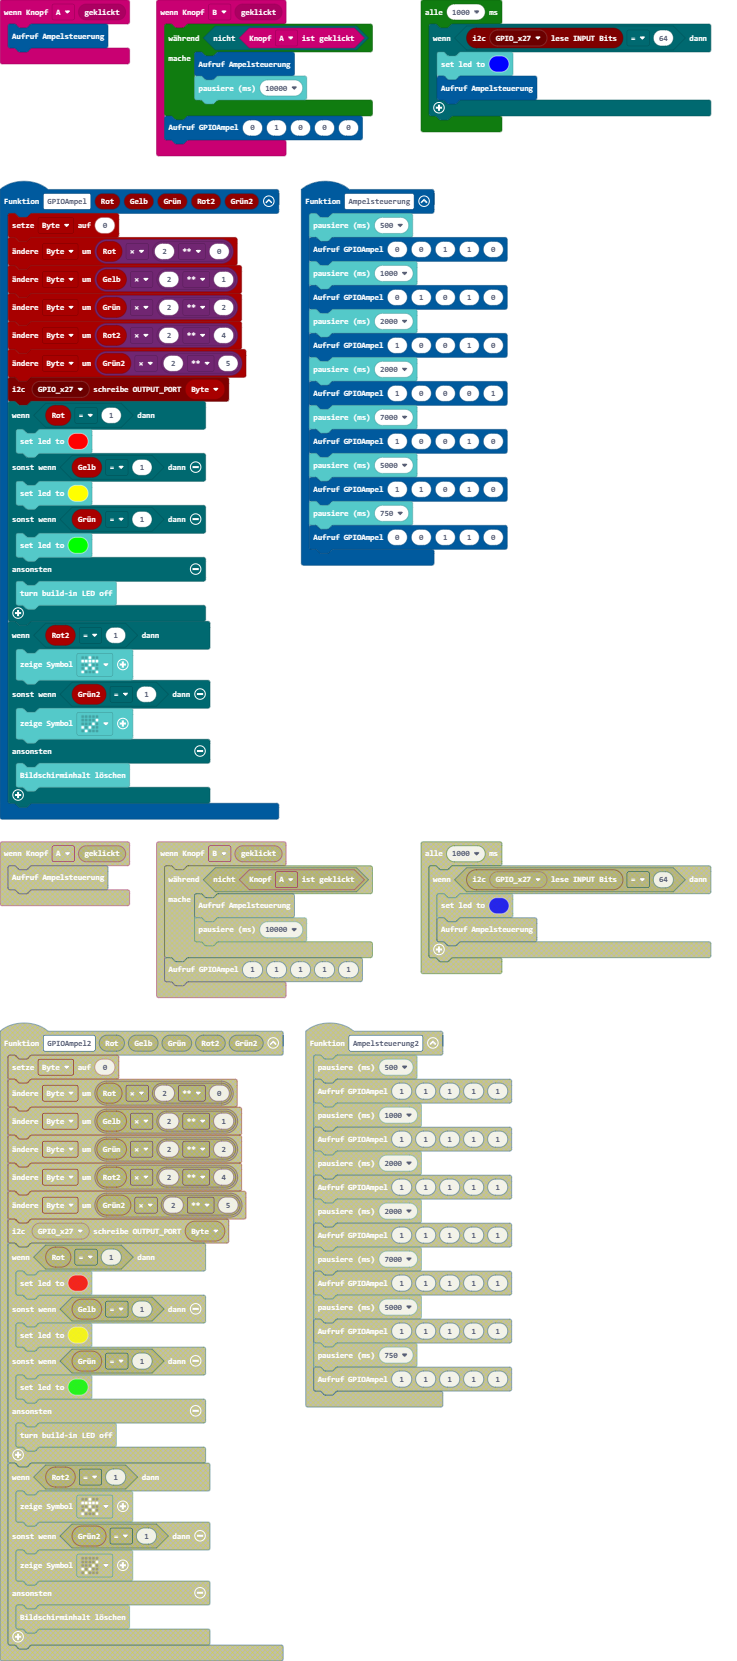 wenn Knopf A geklickt
Aufruf Ampelsteuerung
wenn Knopf B geklickt
während nicht Knopf A ist geklickt
mache
Aufruf Ampelsteuerung
pausiere (ms) 10000
Aufruf GPIOAmpel 0 1 0 0 0
alle 1000 ms
wenn i2c GPIO_x27 lese INPUT Bits = 64 dann
set led to
Aufruf Ampelsteuerung
Funktion GPIOAmpel Rot Gelb Grün Rot2 Grün2
setze Byte auf 0
ändere Byte um Rot × 2 ** 0
ändere Byte um Gelb × 2 ** 1
ändere Byte um Grün × 2 ** 2
ändere Byte um Rot2 × 2 ** 4
ändere Byte um Grün2 × 2 ** 5
i2c GPIO_x27 schreibe OUTPUT_PORT Byte
wenn Rot = 1 dann
set led to
sonst wenn Gelb = 1 dann
set led to
sonst wenn Grün = 1 dann
set led to
ansonsten
turn build-in LED off
wenn Rot2 = 1 dann
zeige Symbol
sonst wenn Grün2 = 1 dann
zeige Symbol
ansonsten
Bildschirminhalt löschen
Funktion Ampelsteuerung
pausiere (ms) 500
Aufruf GPIOAmpel 0 0 1 1 0
pausiere (ms) 1000
Aufruf GPIOAmpel 0 1 0 1 0
pausiere (ms) 2000
Aufruf GPIOAmpel 1 0 0 1 0
pausiere (ms) 2000
Aufruf GPIOAmpel 1 0 0 0 1
pausiere (ms) 7000
Aufruf GPIOAmpel 1 0 0 1 0
pausiere (ms) 5000
Aufruf GPIOAmpel 1 1 0 1 0
pausiere (ms) 750
Aufruf GPIOAmpel 0 0 1 1 0
wenn Knopf A geklickt
Aufruf Ampelsteuerung
wenn Knopf B geklickt
während nicht Knopf A ist geklickt
mache
Aufruf Ampelsteuerung
pausiere (ms) 10000
Aufruf GPIOAmpel 1 1 1 1 1
alle 1000 ms
wenn i2c GPIO_x27 lese INPUT Bits = 64 dann
set led to
Aufruf Ampelsteuerung
Funktion GPIOAmpel2 Rot Gelb Grün Rot2 Grün2
setze Byte auf 0
ändere Byte um Rot × 2 ** 0
ändere Byte um Gelb × 2 ** 1
ändere Byte um Grün × 2 ** 2
ändere Byte um Rot2 × 2 ** 4
ändere Byte um Grün2 × 2 ** 5
i2c GPIO_x27 schreibe OUTPUT_PORT Byte
wenn Rot = 1 dann
set led to
sonst wenn Gelb = 1 dann
set led to
sonst wenn Grün = 1 dann
set led to
ansonsten
turn build-in LED off
wenn Rot2 = 1 dann
zeige Symbol
sonst wenn Grün2 = 1 dann
zeige Symbol
ansonsten
Bildschirminhalt löschen
Funktion Ampelsteuerung2
pausiere (ms) 500
Aufruf GPIOAmpel 1 1 1 1 1
pausiere (ms) 1000
Aufruf GPIOAmpel 1 1 1 1 1
pausiere (ms) 2000
Aufruf GPIOAmpel 1 1 1 1 1
pausiere (ms) 2000
Aufruf GPIOAmpel 1 1 1 1 1
pausiere (ms) 7000
Aufruf GPIOAmpel 1 1 1 1 1
pausiere (ms) 5000
Aufruf GPIOAmpel 1 1 1 1 1
pausiere (ms) 750
Aufruf GPIOAmpel 1 1 1 1 1